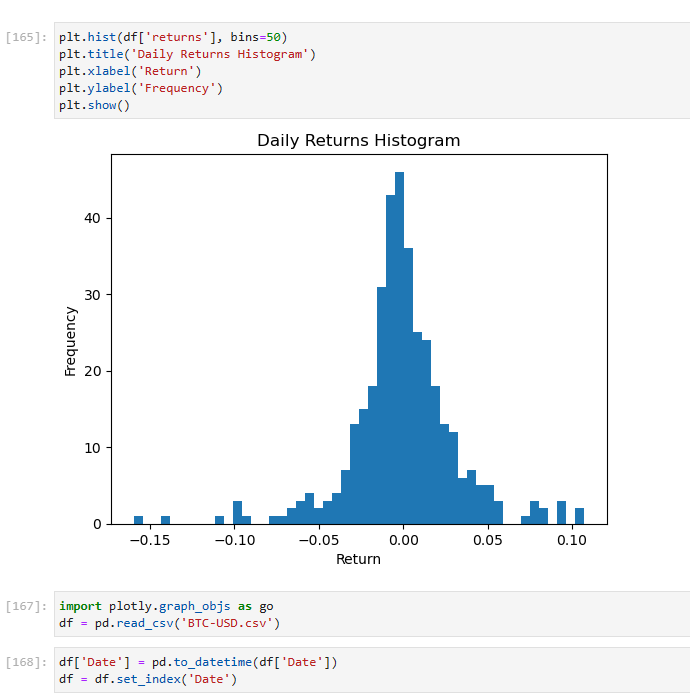 [165]: plt.hist(df['returns'], bins=50)
plt.title('Daily Returns Histogram')
plt.xlabel('Return')
plt.ylabel('Frequency')
plt.show()
Daily Returns Histogram
40
30
20
10
0
Frequency
−0.15 −0.10 −0.05 0.00 0.05 0.10
Return
[167]: import plotly.graph_objs as go
df = pd.read_csv('BTC-USD.csv')
[168]: df['Date'] = pd.to_datetime(df['Date'])
df = df.set_index('Date')